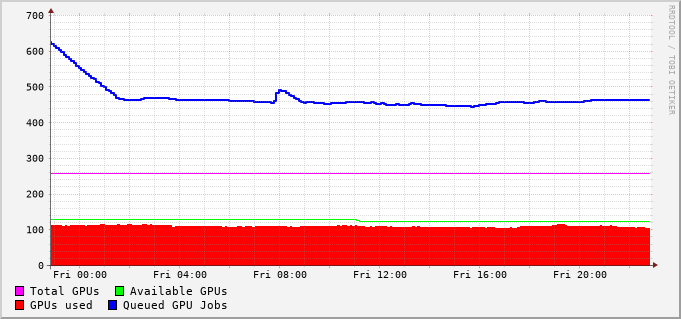 RRDTOOL / TOBI OETIKER
700
600
500
400
300
200
100
0
Fri 00:00 Fri 04:00 Fri 08:00 Fri 12:00 Fri 16:00 Fri 20:00
Total GPUs Available GPUs
GPUs used Queued GPU Jobs